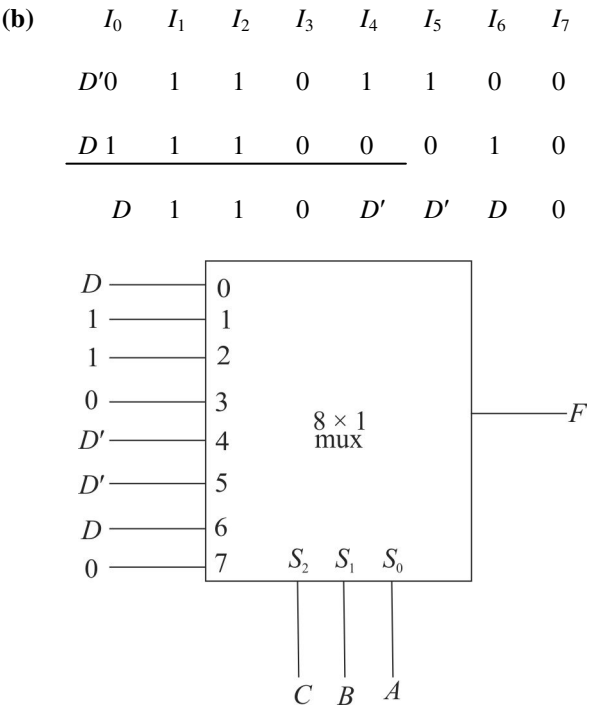 (b) I₀ I₁ I₂ I₃ I₄ I₅ I₆ I₇
D′0 1 1 0 1 1 0 0
D 1 1 1 0 0 0 1 0
D 1 1 0 D′ D′ D 0
D 0
1 1
1 2
0 3
8 × 1
mux
F
D′ 4
D′ 5
D 6
0 7 S₂ S₁ S₀
C B A